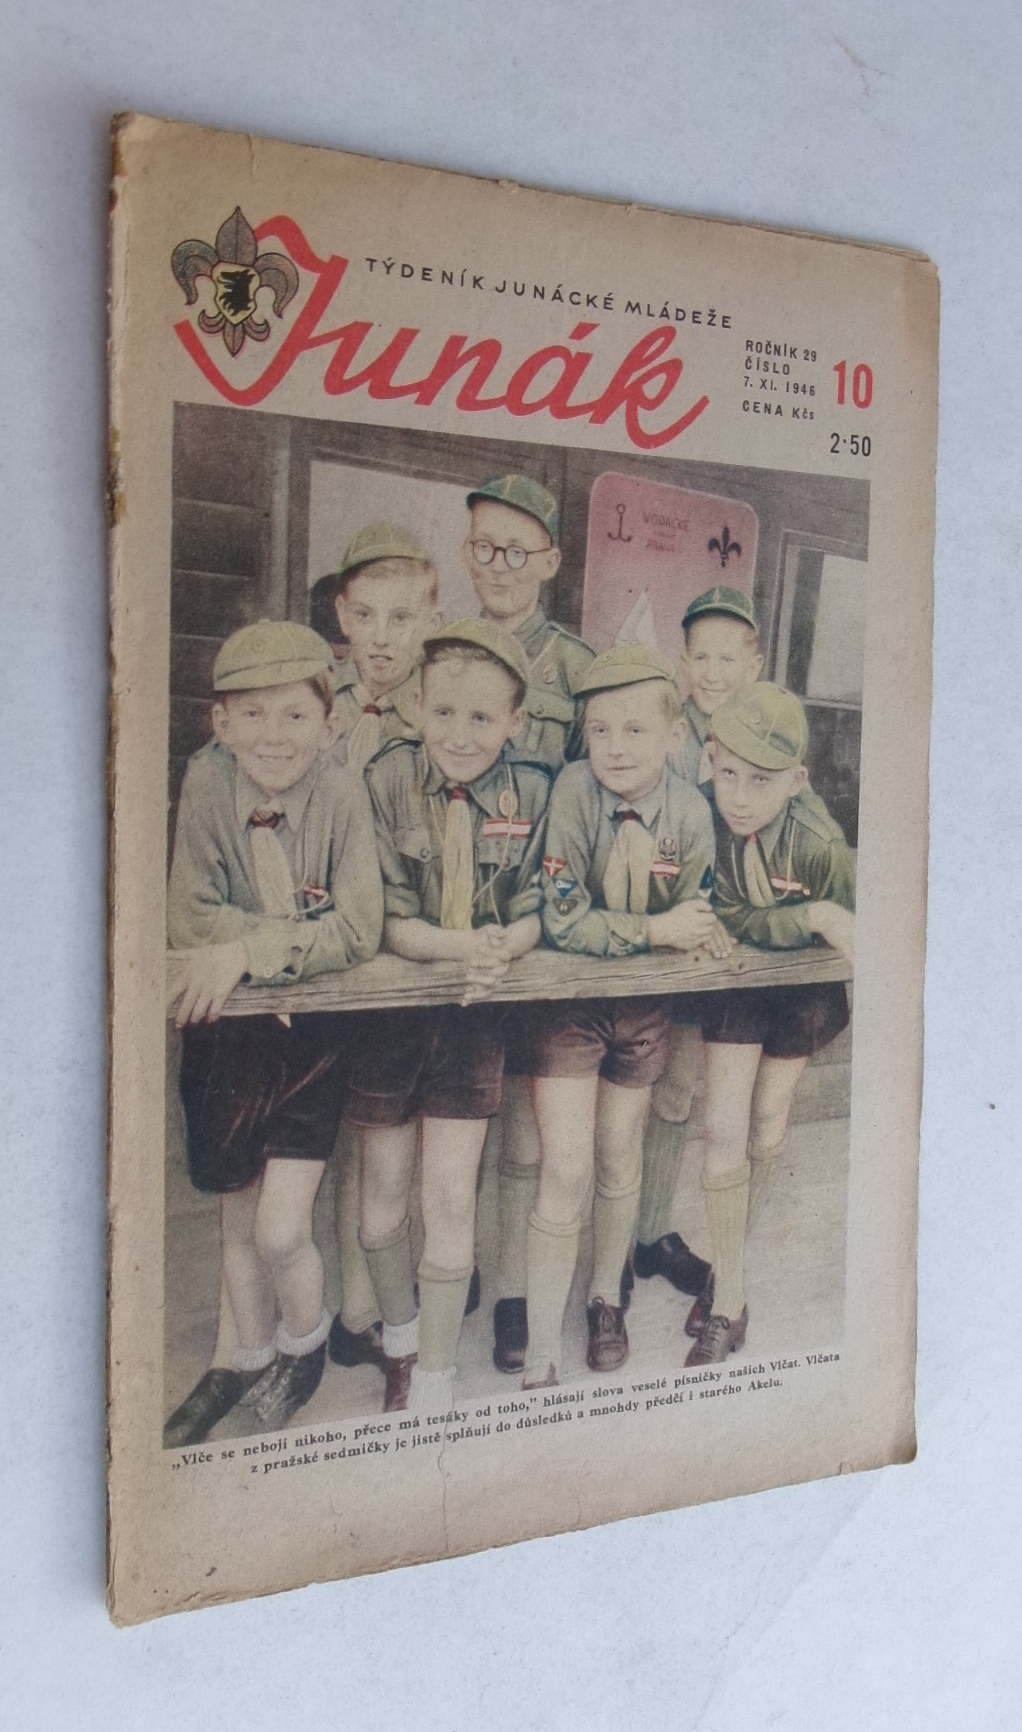 TÝDENÍK JUNÁCKÉ MLÁDEŽE
Junák
ROČNÍK 29
ČÍSLO
7. XI. 1946
10
CENA Kčs
2·50
VODÁCKÉ
„Vlče se nebojí nikoho, přece má tesáky od toho,” hlásají slova veselé písničky našich Vlčat. Vlčata
z pražské sedmičky je jistě splňují do důsledků a mnohdy předčí i starého Akelu.